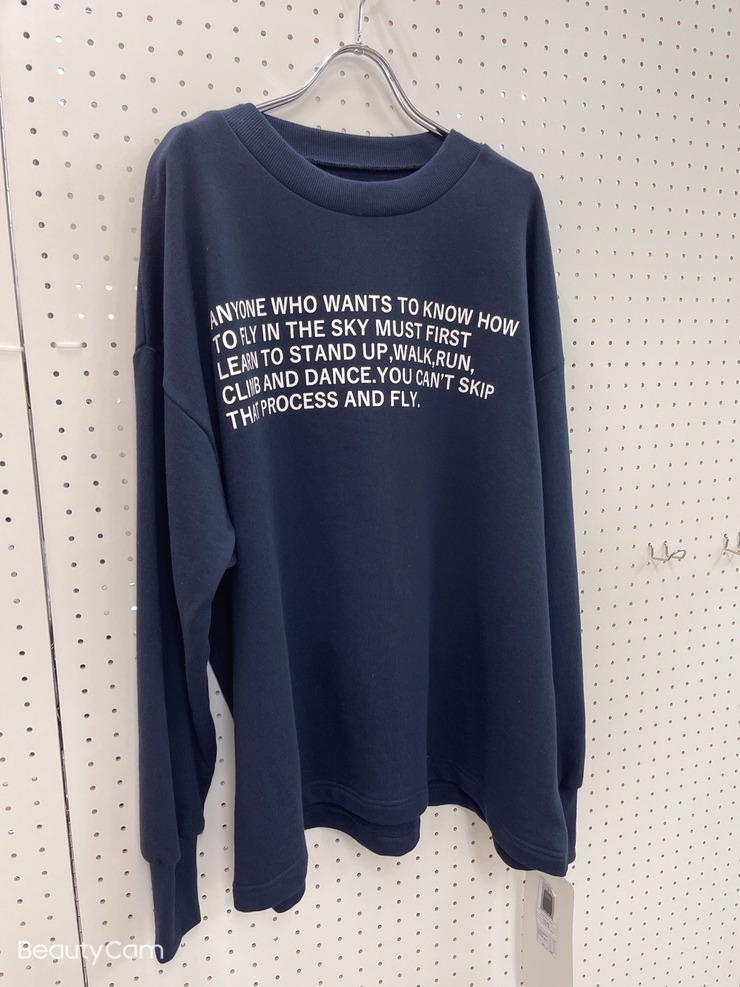 ANYONE WHO WANTS TO KNOW HOW
TO FLY IN THE SKY MUST FIRST
LEARN TO STAND UP,WALK,RUN,
CLIMB AND DANCE.YOU CAN'T SKIP
THAT PROCESS AND FLY.
BeautyCam